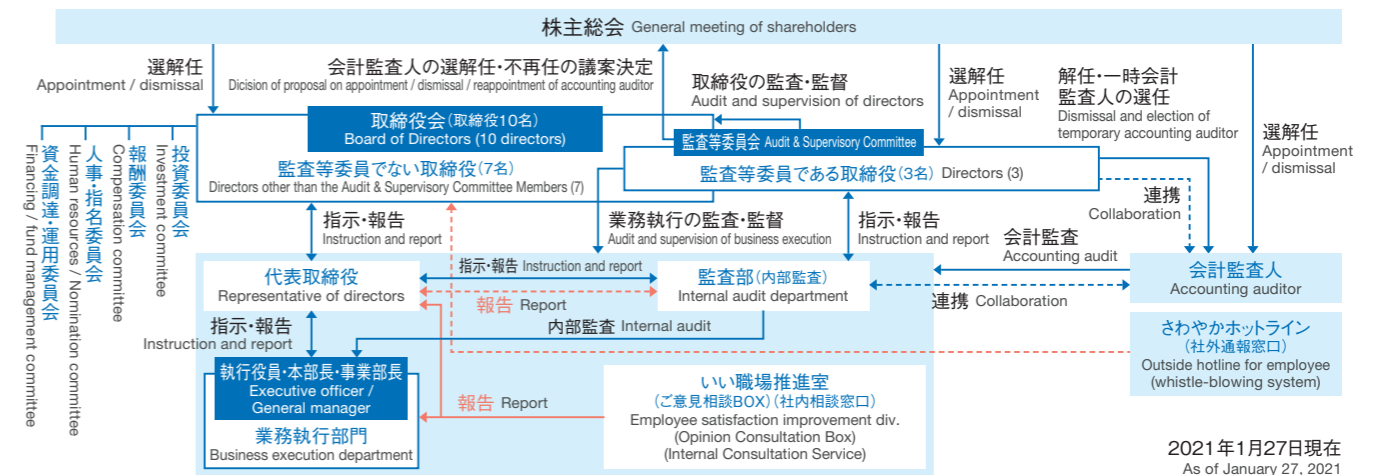 株主総会 General meeting of shareholders
選解任
Appointment / dismissal
会計監査人の選解任・不再任の議案決定
Dicision of proposal on appointment / dismissal / reappointment of accounting auditor
取締役の監査・監督
Audit and supervision of directors
選解任
Appointment
/ dismissal
解任・一時会計
監査人の選任
Dismissal and election of
temporary accounting auditor
選解任
Appointment
/ dismissal
取締役会(取締役10名)
Board of Directors (10 directors)
監査等委員でない取締役(7名)
Directors other than the Audit & Supervisory Committee Members (7)
監査等委員会 Audit & Supervisory Committee
監査等委員である取締役(3名) Directors (3)
投資委員会
Investment committee
報酬委員会
Compensation committee
人事・指名委員会
Human resources / Nomination committee
資金調達・運用委員会
Financing / fund management committee
指示・報告
Instruction and report
業務執行の監査・監督
Audit and supervision of business execution
指示・報告
Instruction and report
連携
Collaboration
会計監査
Accounting audit
代表取締役
Representative of directors
指示・報告 Instruction and report
報告 Report
監査部(内部監査)
Internal audit department
連携 Collaboration
会計監査人
Accounting auditor
指示・報告
Instruction and report
内部監査 Internal audit
さわやかホットライン
(社外通報窓口)
Outside hotline for employee
(whistle-blowing system)
執行役員・本部長・事業部長
Executive officer /
General manager
業務執行部門
Business execution department
報告 Report
いい職場推進室
(ご意見相談BOX)(社内相談窓口)
Employee satisfaction improvement div.
(Opinion Consultation Box)
(Internal Consultation Service)
2021年1月27日現在
As of January 27, 2021